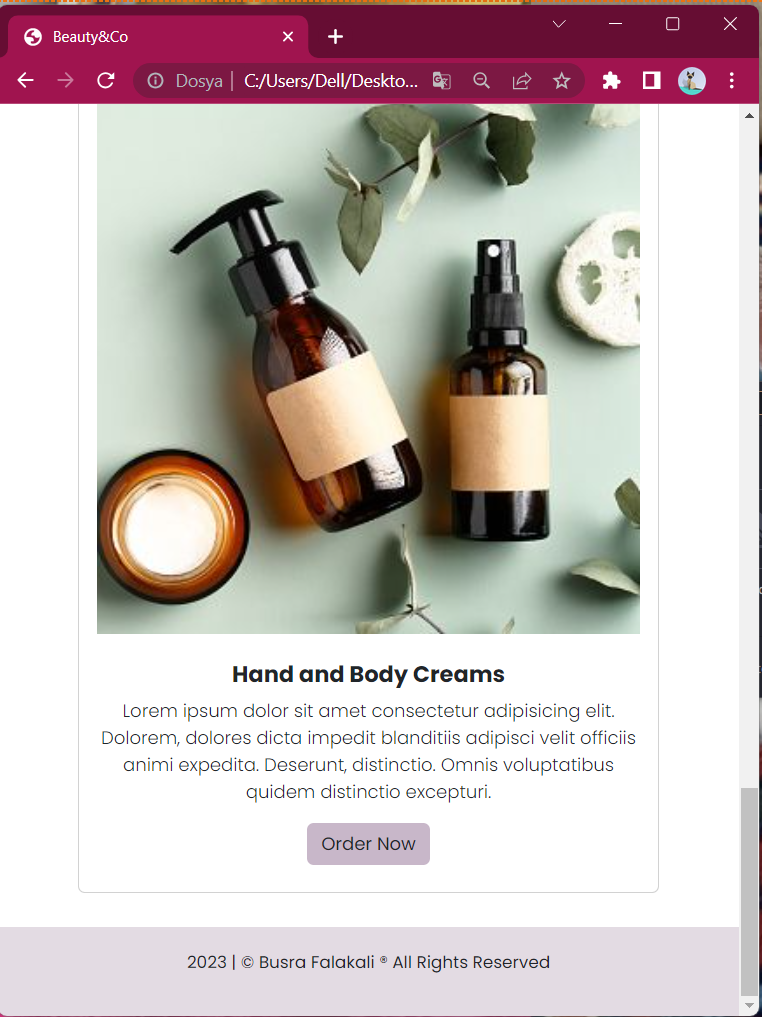 Beauty&Co
Dosya | C:/Users/Dell/Deskto...
Hand and Body Creams
Lorem ipsum dolor sit amet consectetur adipisicing elit.
Dolorem, dolores dicta impedit blanditiis adipisci velit officiis
animi expedita. Deserunt, distinctio. Omnis voluptatibus
quidem distinctio excepturi.
Order Now
2023 | © Busra Falakali ® All Rights Reserved